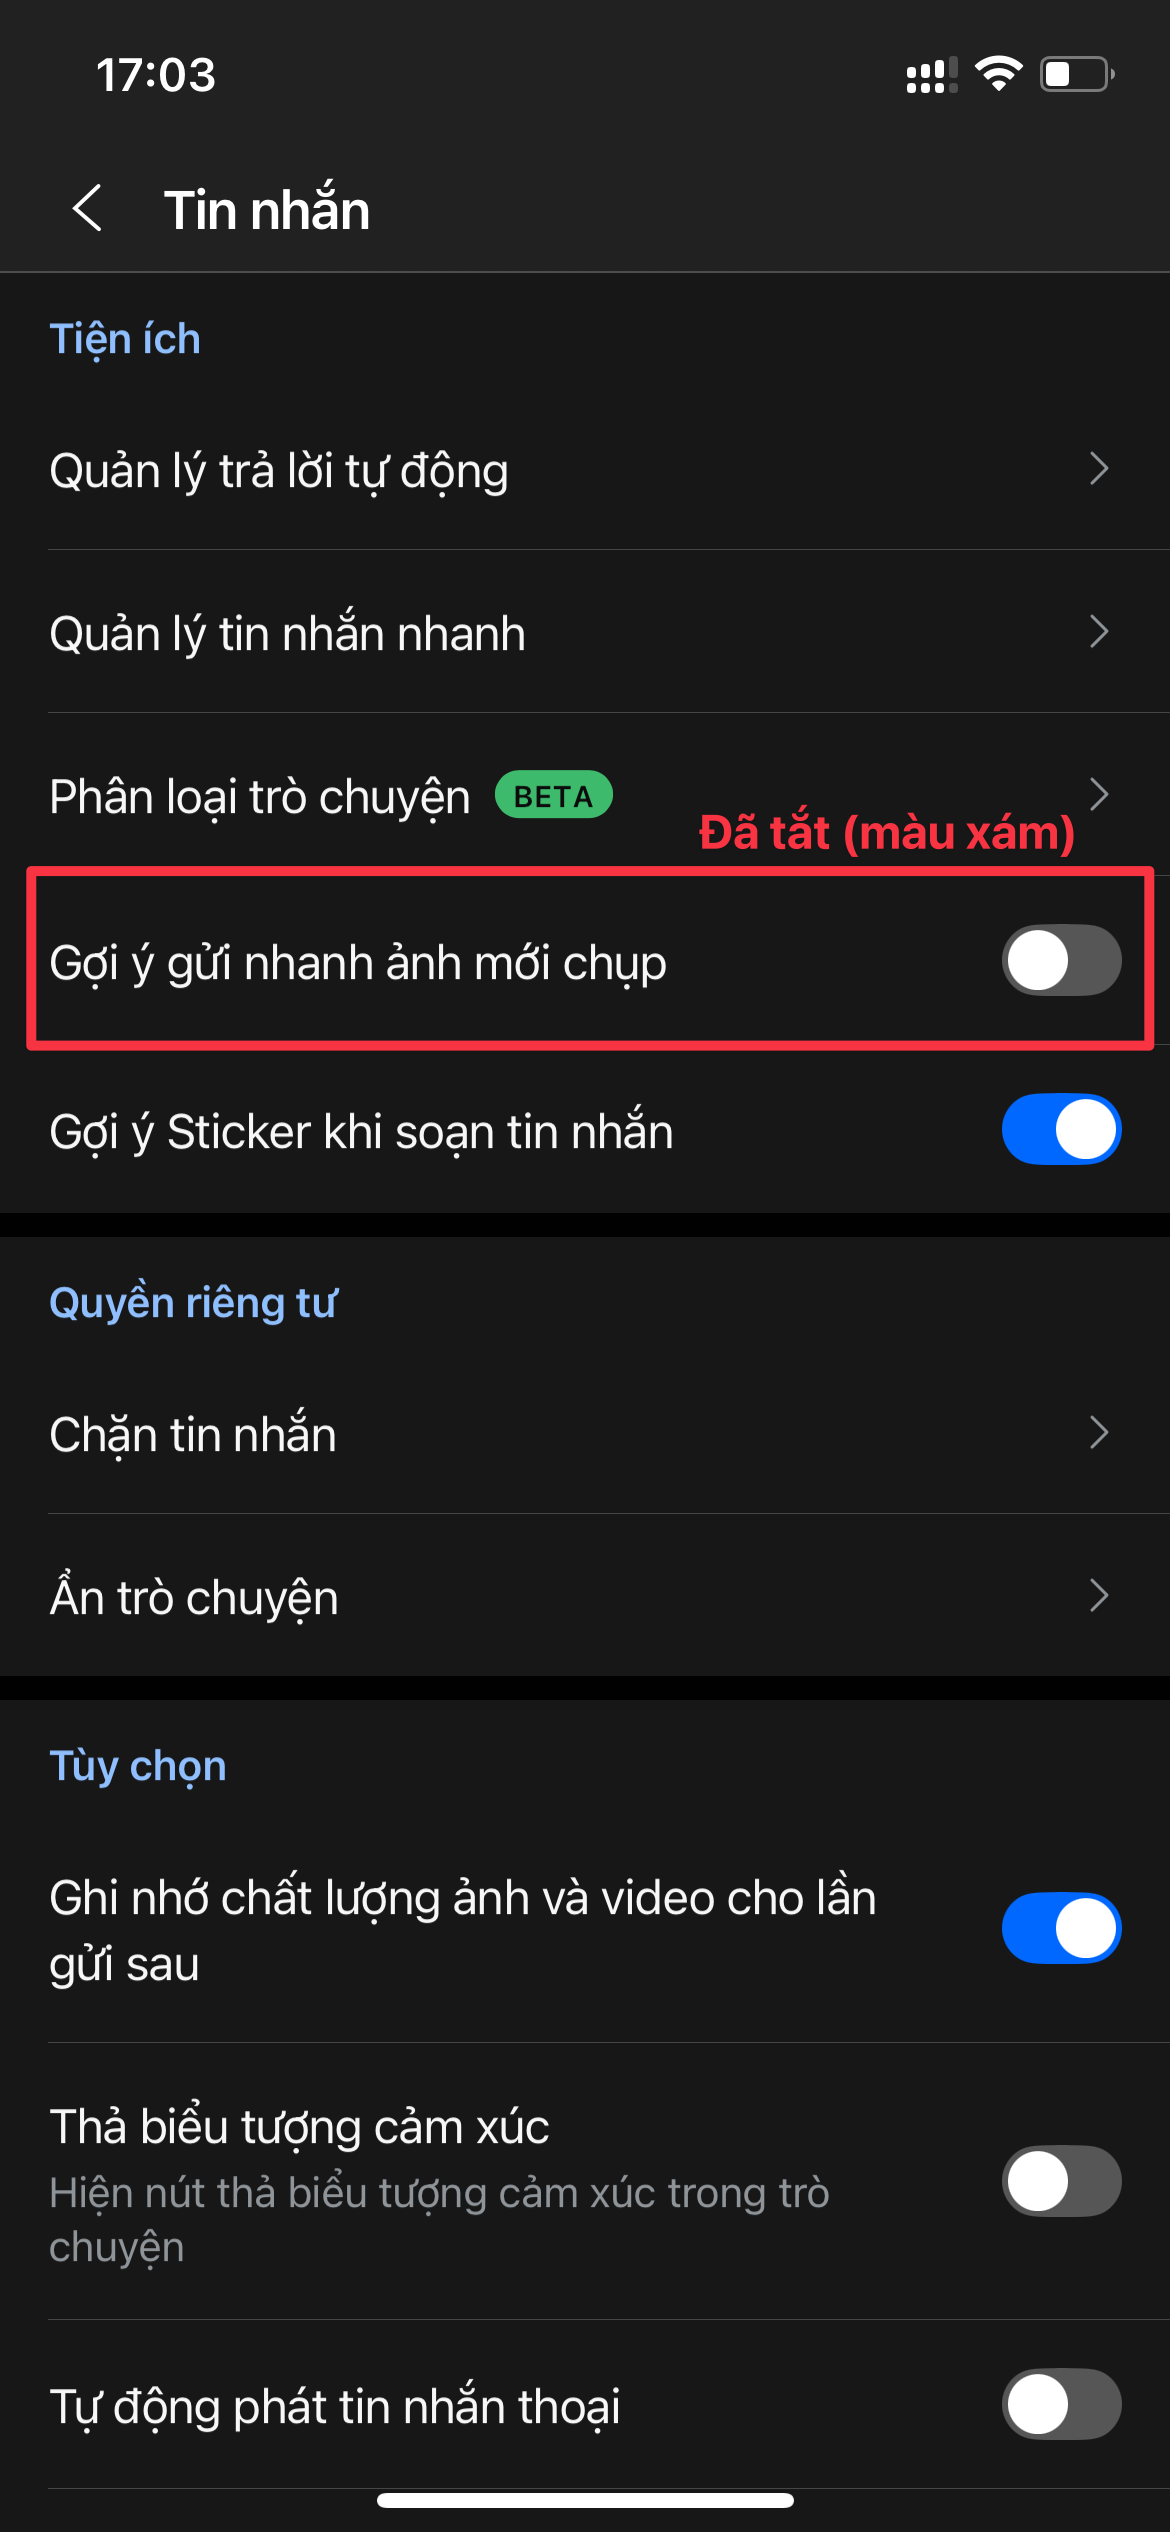 17:03
Tin nhắn
Tiện ích
Quản lý trả lời tự động
Quản lý tin nhắn nhanh
Phân loại trò chuyện BETA
Đã tắt (màu xám)
Gợi ý gửi nhanh ảnh mới chụp
Gợi ý Sticker khi soạn tin nhắn
Quyền riêng tư
Chặn tin nhắn
Ẩn trò chuyện
Tùy chọn
Ghi nhớ chất lượng ảnh và video cho lần
gửi sau
Thả biểu tượng cảm xúc
Hiện nút thả biểu tượng cảm xúc trong trò
chuyện
Tự động phát tin nhắn thoại